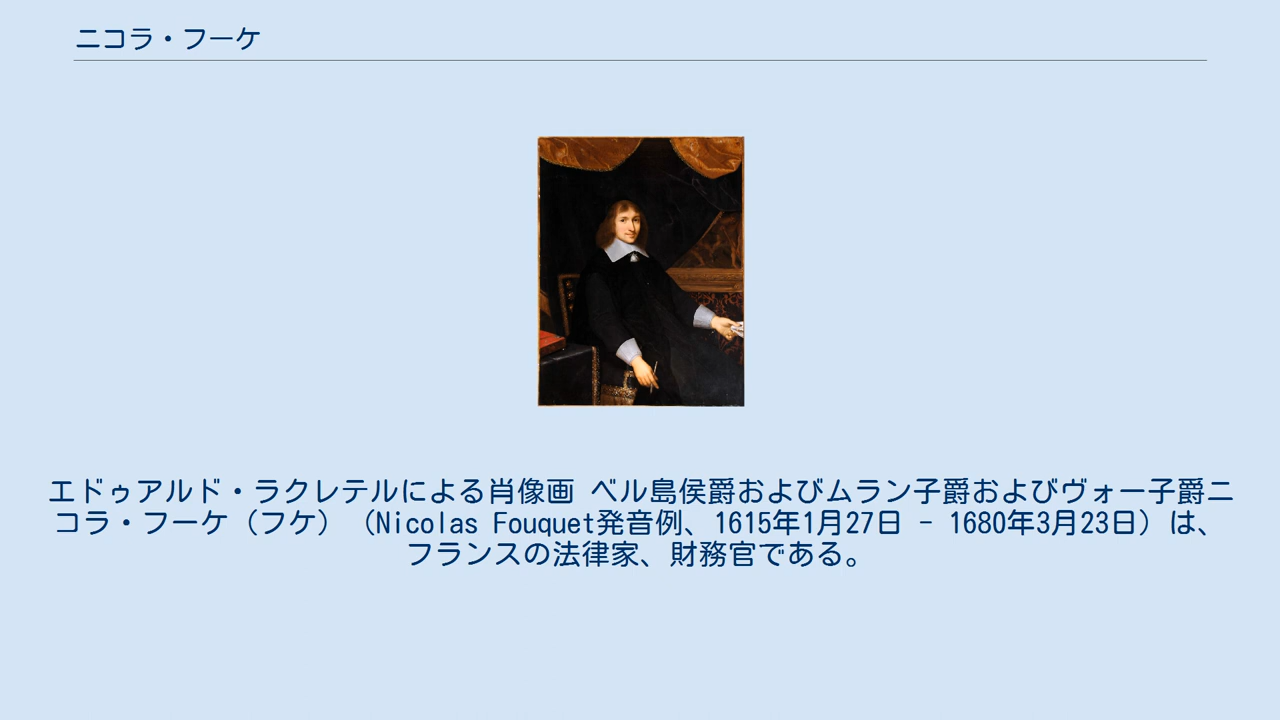 ニコラ・フーケ
エドゥアルド・ラクレテルによる肖像画 ベル島侯爵およびムラン子爵およびヴォー子爵ニ
コラ・フーケ（フケ）（Nicolas Fouquet発音例、1615年1月27日 - 1680年3月23日）は、
フランスの法律家、財務官である。